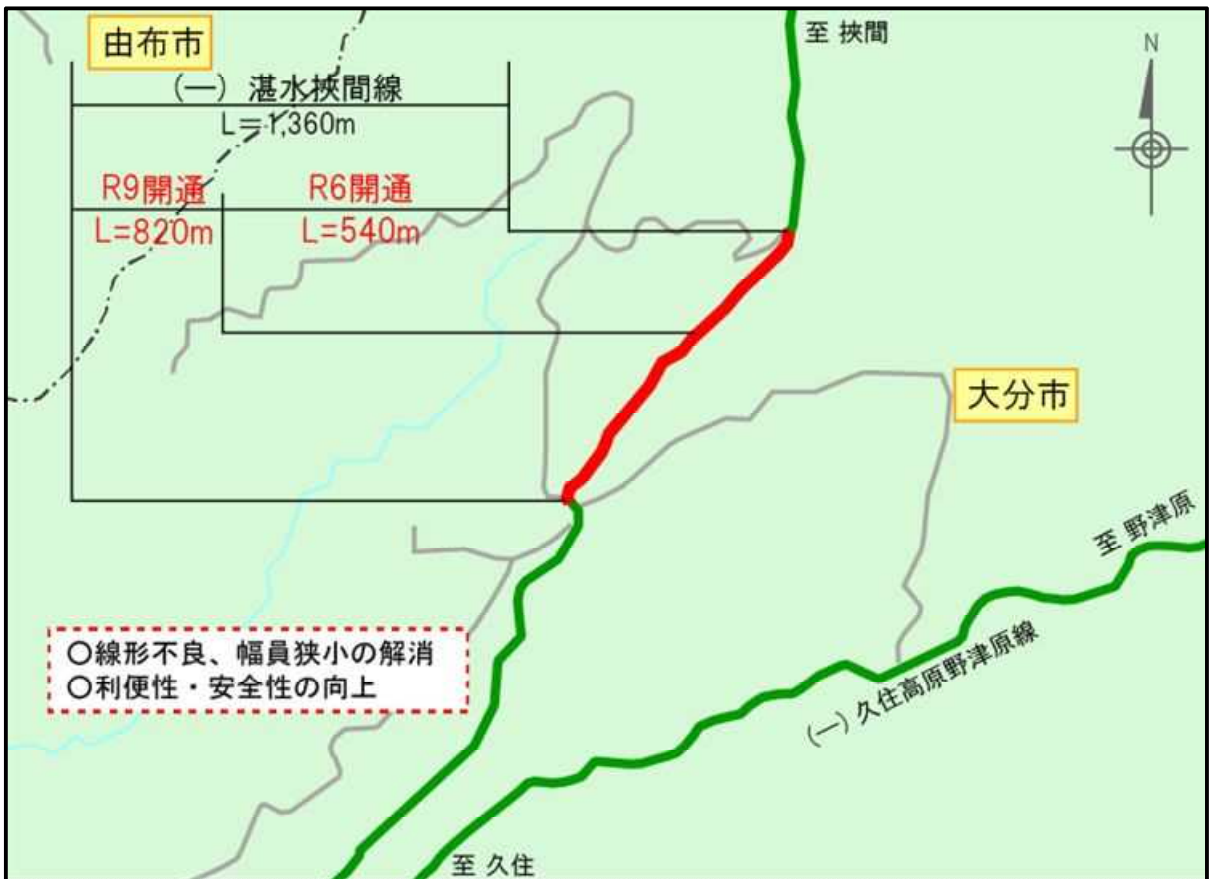 由布市
(一) 湛水挾間線
L=1,360m
R9開通
L=820m
R6開通
L=540m
至 挾間
N
大分市
至 野津原
(一) 久住高原野津原線
○線形不良、幅員狭小の解消
○利便性・安全性の向上
至 久住